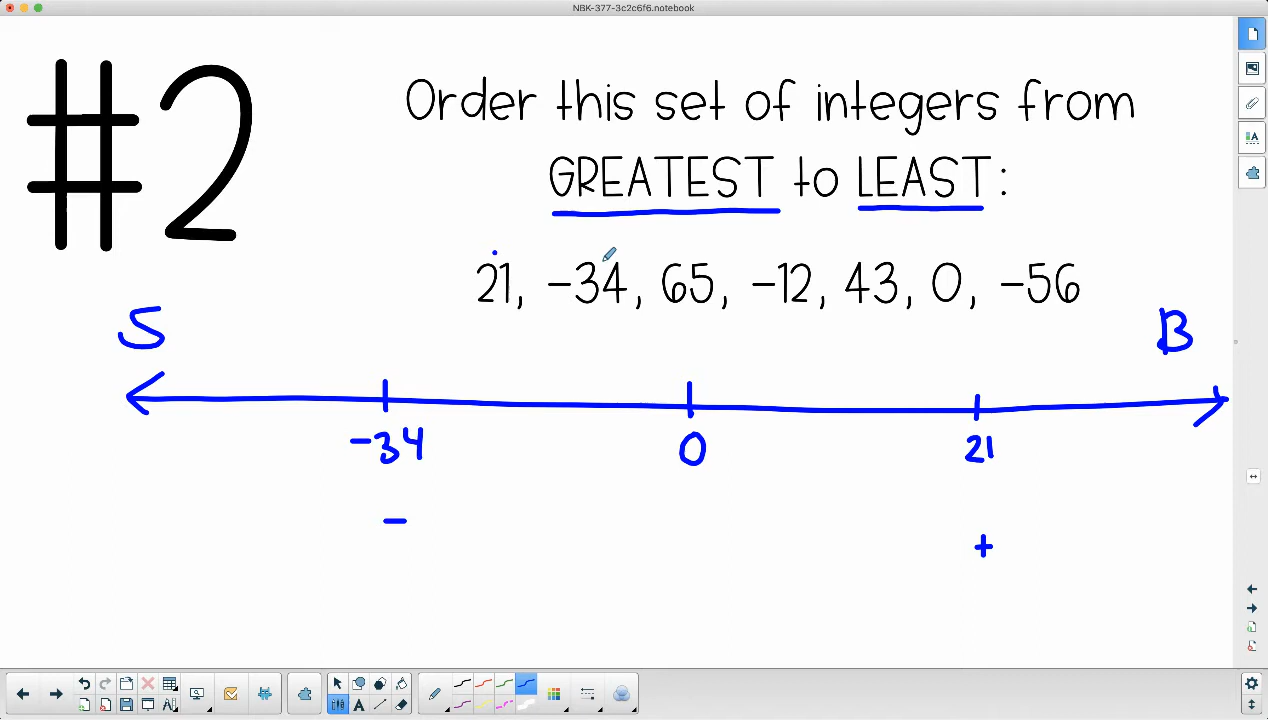 NBK-377-3c2c6f6.notebook
#2
Order this set of integers from
GREATEST to LEAST:
21, -34, 65, -12, 43, 0, -56
S B
-34 0 21
- +